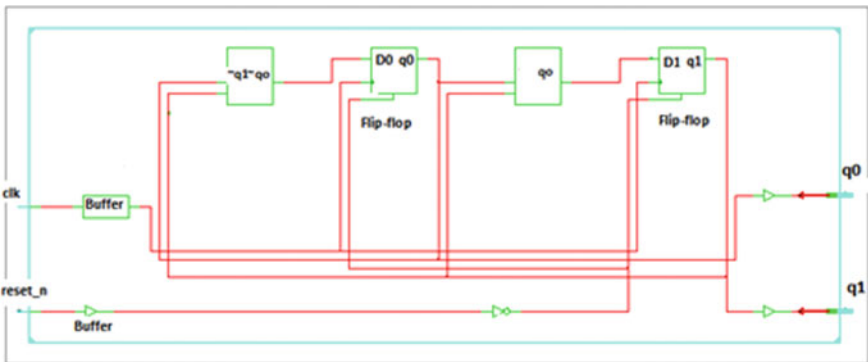 ~q1~qo
D0 q0
Flip-flop
qo
D1 q1
Flip-flop
q0
clk
Buffer
reset_n
Buffer
q1